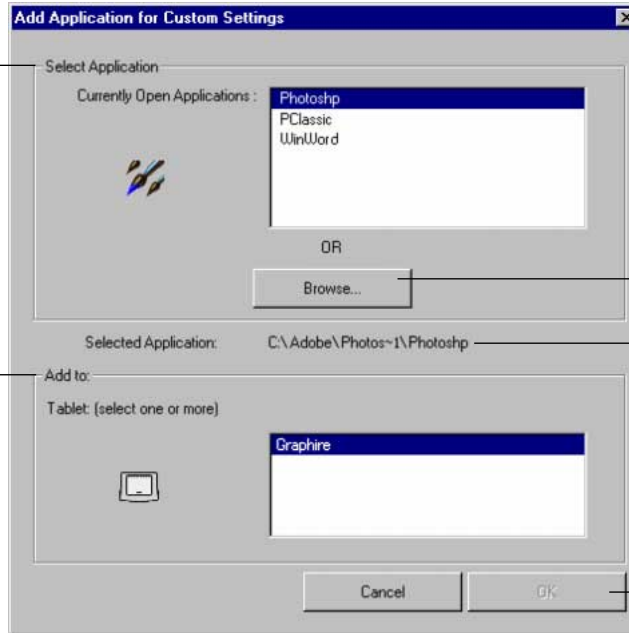 Add Application for Custom Settings
Select Application
Currently Open Applications :
Photoshp
PClassic
WinWord
OR
Browse...
Selected Application: C:\Adobe\Photos~1\Photoshp
Add to:
Tablet: (select one or more)
Graphire
Cancel OK